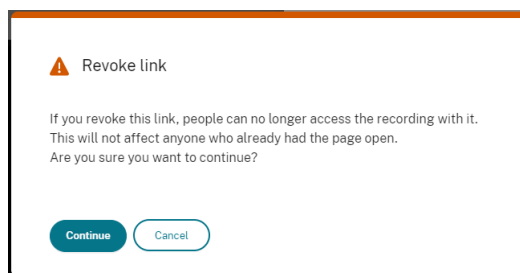 Revoke link
If you revoke this link, people can no longer access the recording with it.
This will not affect anyone who already had the page open.
Are you sure you want to continue?
Continue Cancel